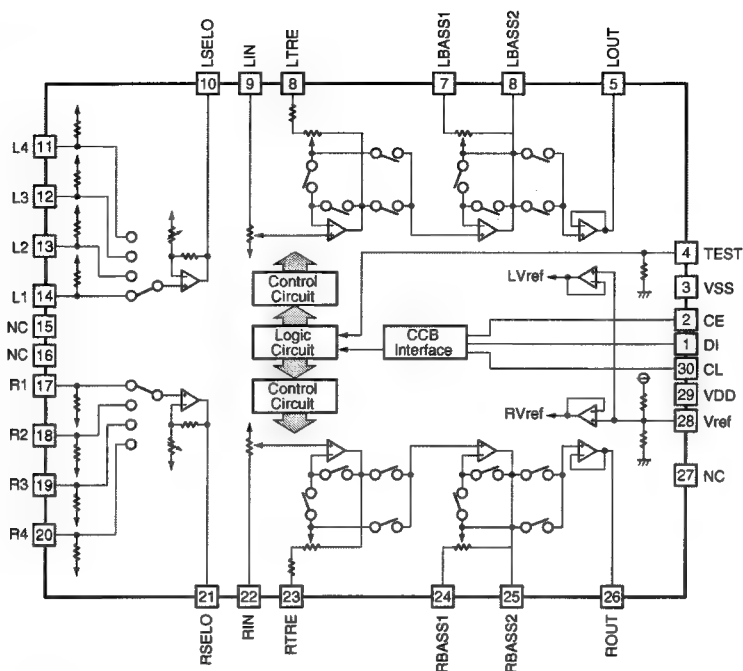 LSELO
LIN
LTRE
LBASS1
LBASS2
LOUT
10
9
8
7
8
5
L4 11
L3 12
L2 13
L1 14
NC 15
NC 16
R1 17
R2 18
R3 19
R4 20
Control
Circuit
Logic
Circuit
Control
Circuit
CCB
Interface
LVref
RVref
4 TEST
3 VSS
2 CE
1 DI
30 CL
29 VDD
28 Vref
27 NC
21
22
23
24
25
26
RSELO
RIN
RTRE
RBASS1
RBASS2
ROUT